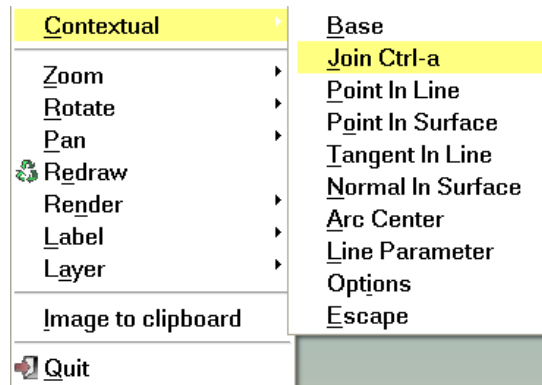 Contextual
Zoom
Rotate
Pan
Redraw
Render
Label
Layer
Image to clipboard
Quit
Base
Join Ctrl-a
Point In Line
Point In Surface
Tangent In Line
Normal In Surface
Arc Center
Line Parameter
Options
Escape